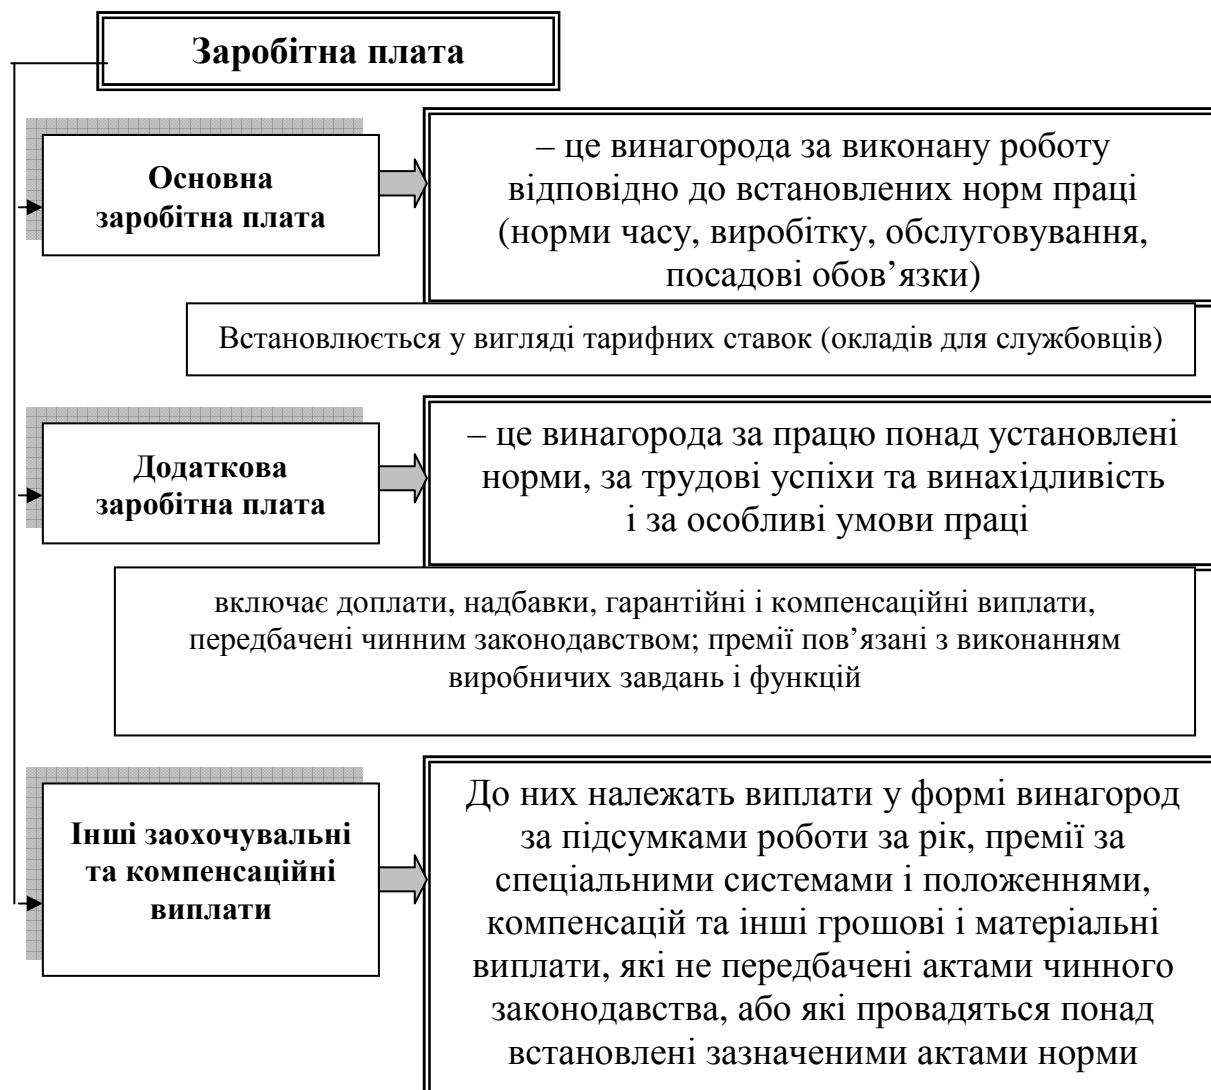 Заробітна плата
Основна
заробітна плата
– це винагорода за виконану роботу
відповідно до встановлених норм праці
(норми часу, виробітку, обслуговування,
посадові обов’язки)
Встановлюється у вигляді тарифних ставок (окладів для службовців)
Додаткова
заробітна плата
– це винагорода за працю понад установлені
норми, за трудові успіхи та винахідливість
і за особливі умови праці
включає доплати, надбавки, гарантійні і компенсаційні виплати,
передбачені чинним законодавством; премії пов’язані з виконанням
виробничих завдань і функцій
Інші заохочувальні
та компенсаційні
виплати
До них належать виплати у формі винагород
за підсумками роботи за рік, премії за
спеціальними системами і положеннями,
компенсацій та інші грошові і матеріальні
виплати, які не передбачені актами чинного
законодавства, або які провадяться понад
встановлені зазначеними актами норми